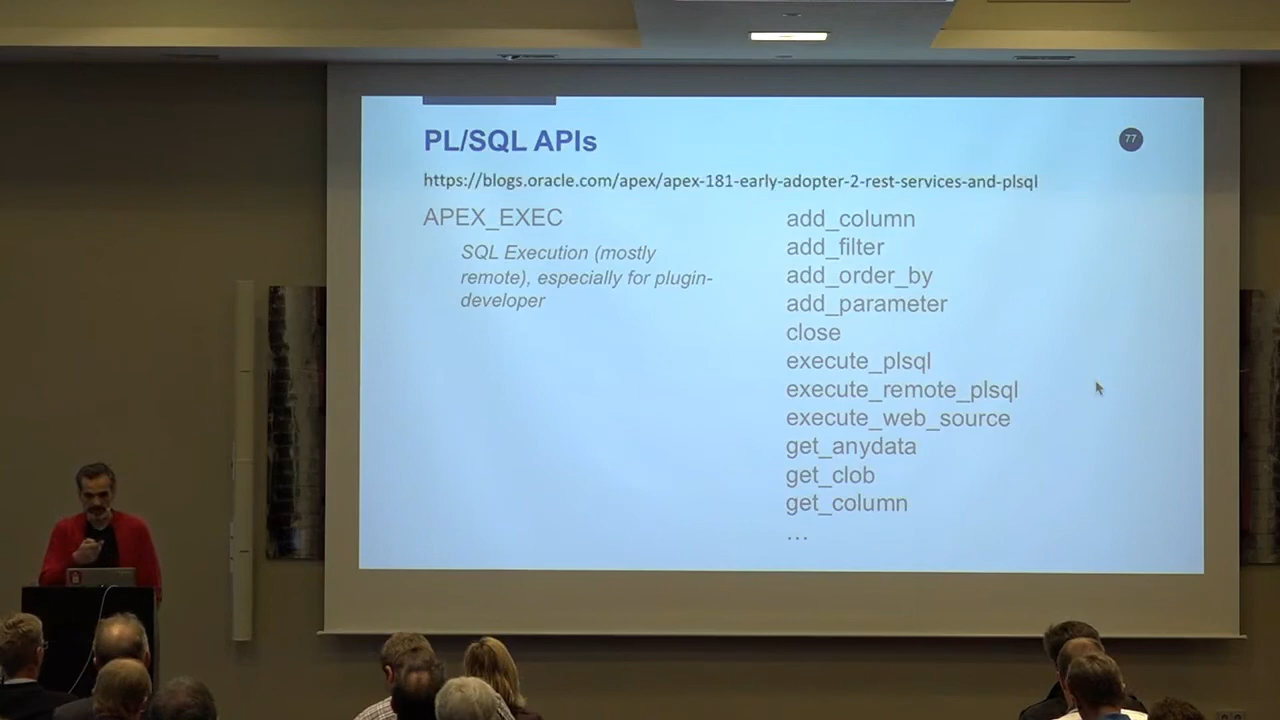 PL/SQL APIs
77
https://blogs.oracle.com/apex/apex-181-early-adopter-2-rest-services-and-plsql
APEX_EXEC
SQL Execution (mostly
remote), especially for plugin-
developer
add_column
add_filter
add_order_by
add_parameter
close
execute_plsql
execute_remote_plsql
execute_web_source
get_anydata
get_clob
get_column
...